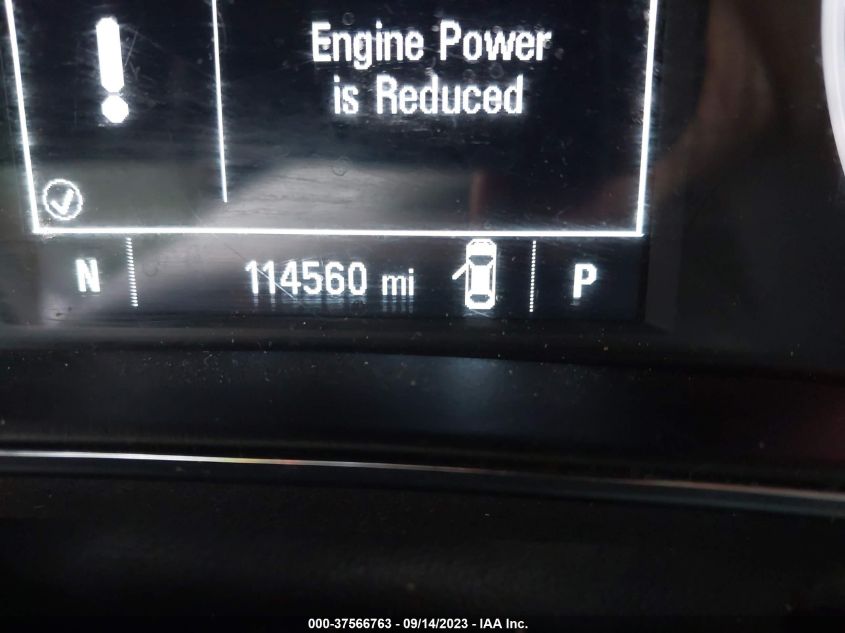 Engine Power
is Reduced
N 114560 mi P
000-37566763 - 09/14/2023 - IAA Inc.